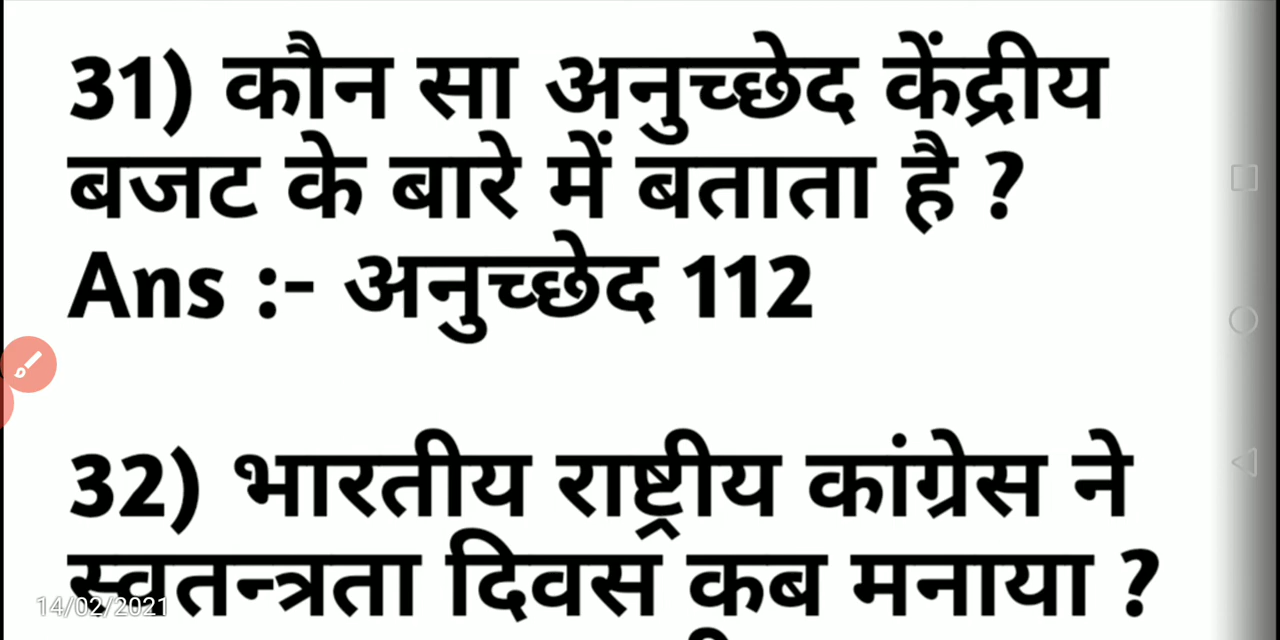 31) कौन सा अनुच्छेद केंद्रीय
बजट के बारे में बताता है ?
Ans :- अनुच्छेद 112
32) भारतीय राष्ट्रीय कांग्रेस ने
स्वतन्त्रता दिवस कब मनाया ?
14/02/2021